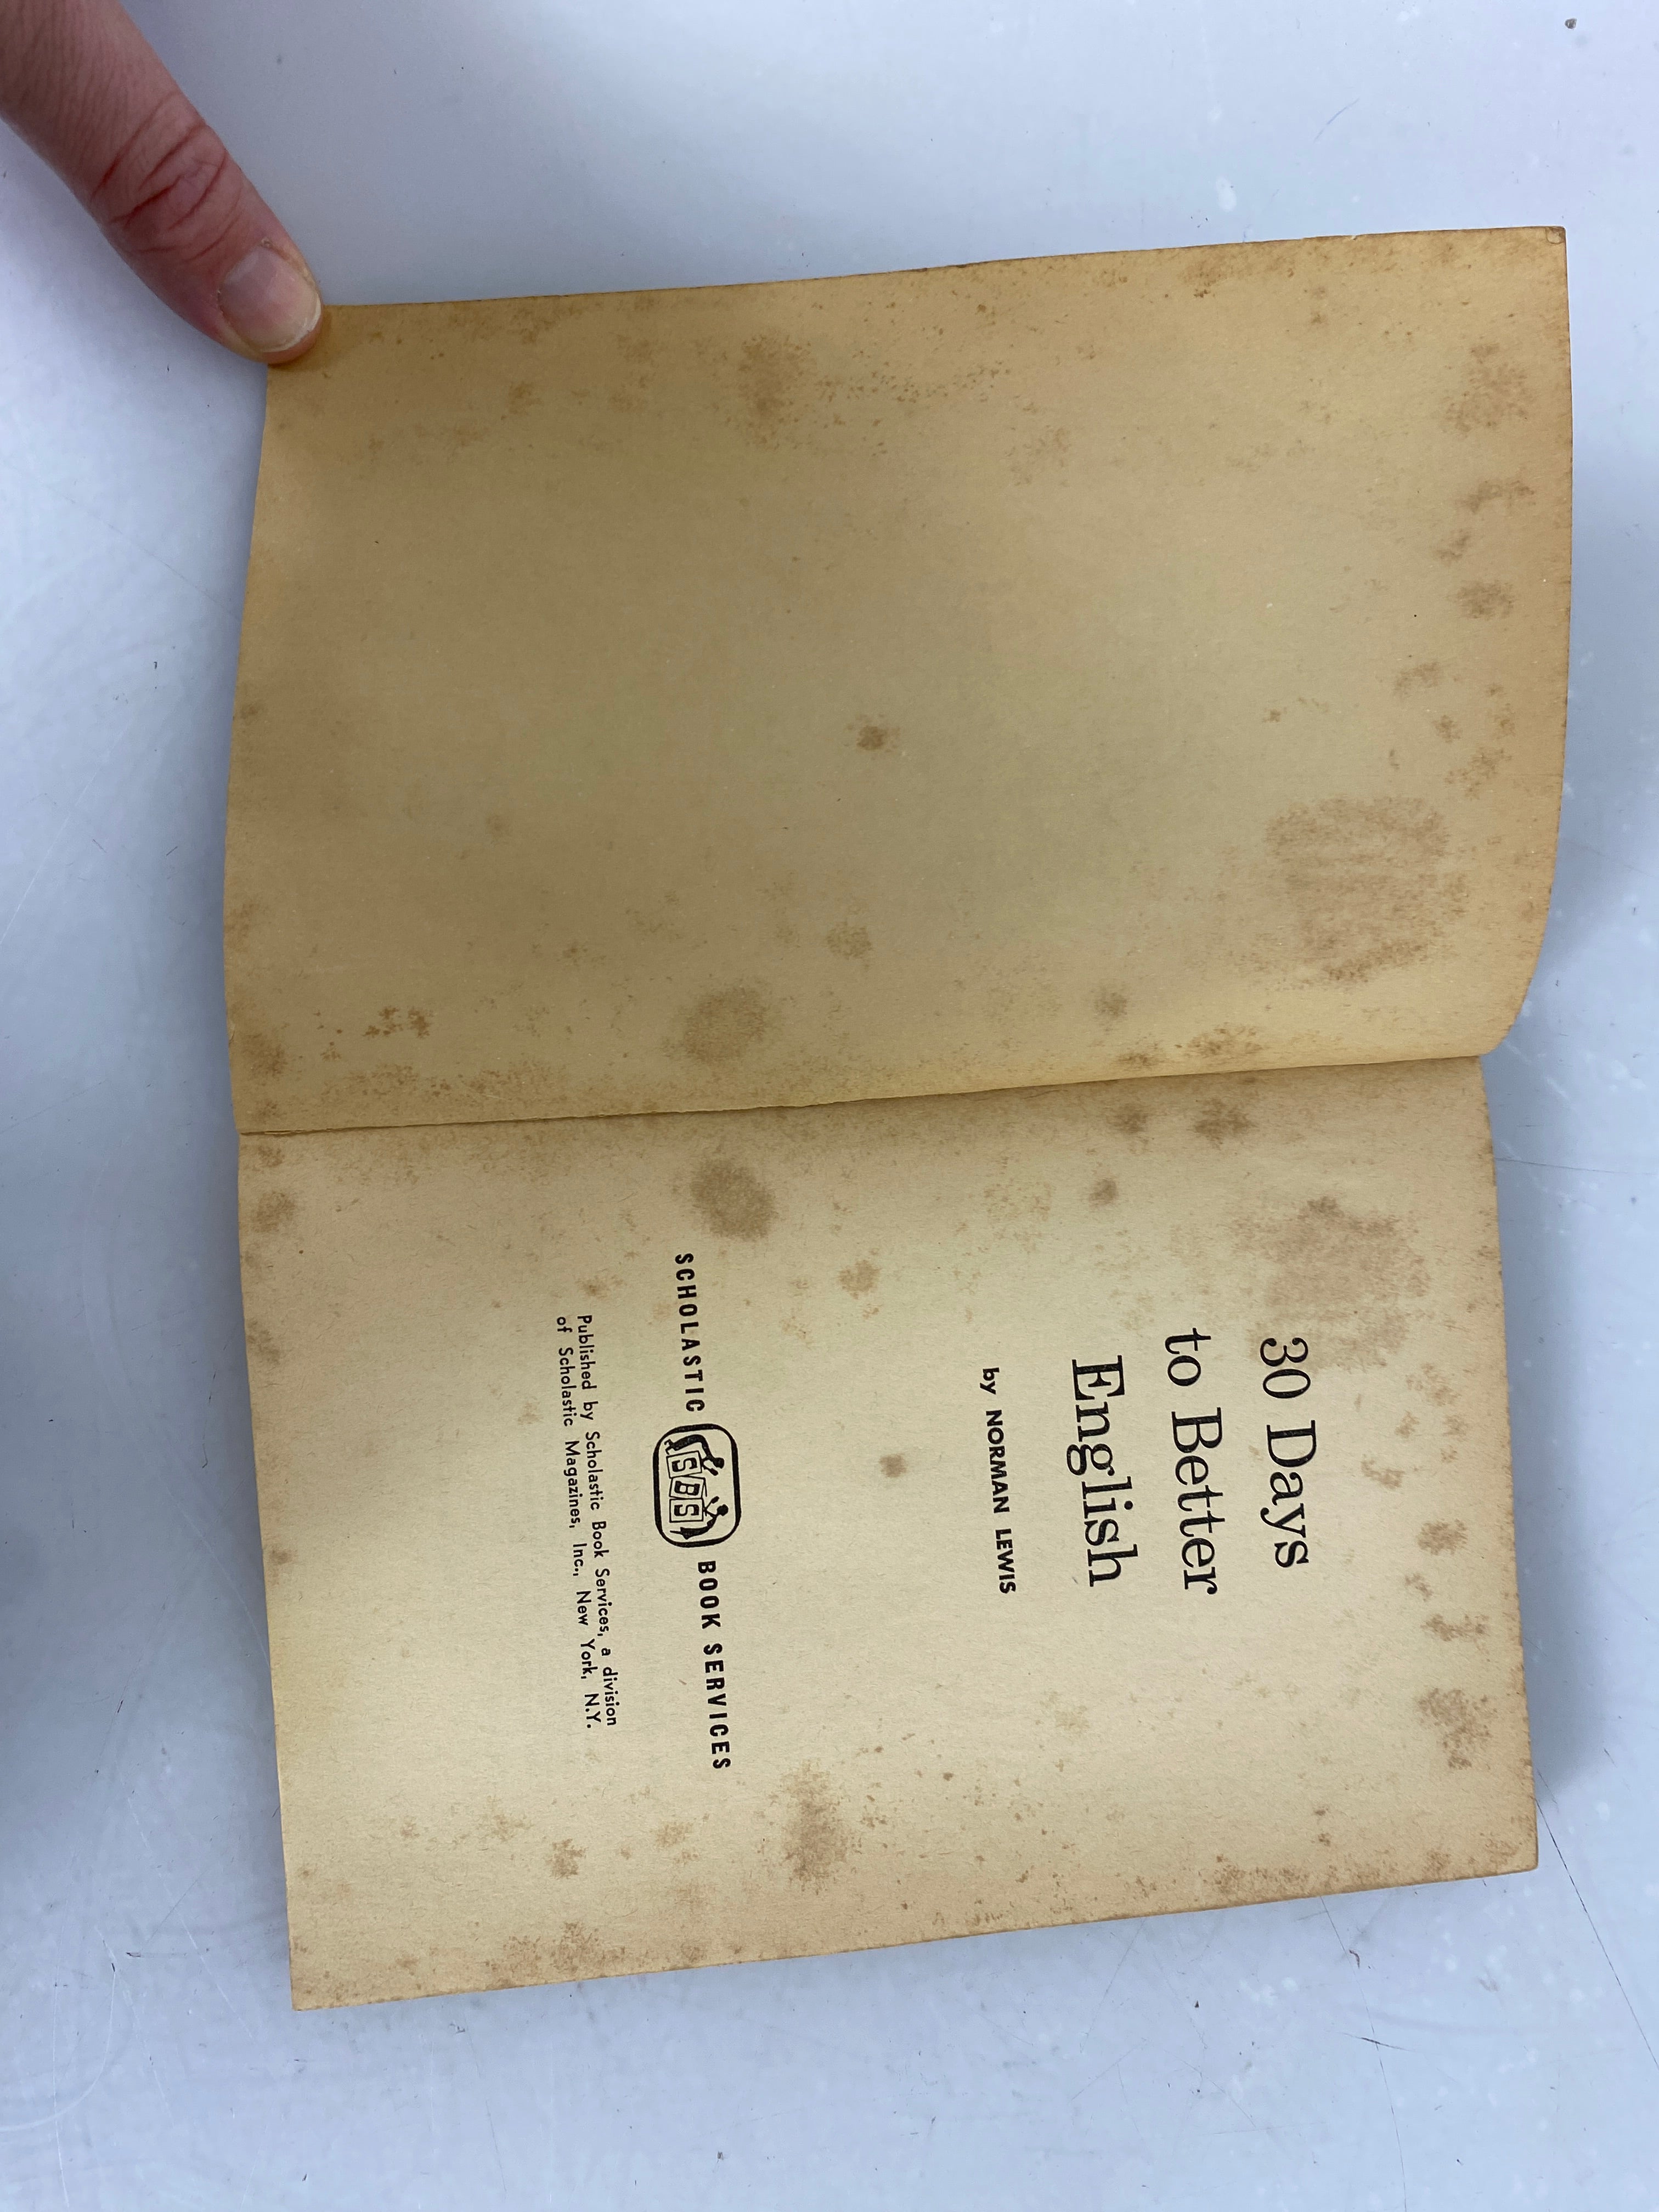 30 Days
to Better
English
by NORMAN LEWIS
SCHOLASTIC SBS BOOK SERVICES
Published by Scholastic Book Services, a division
of Scholastic Magazines, Inc., New York, N.Y.